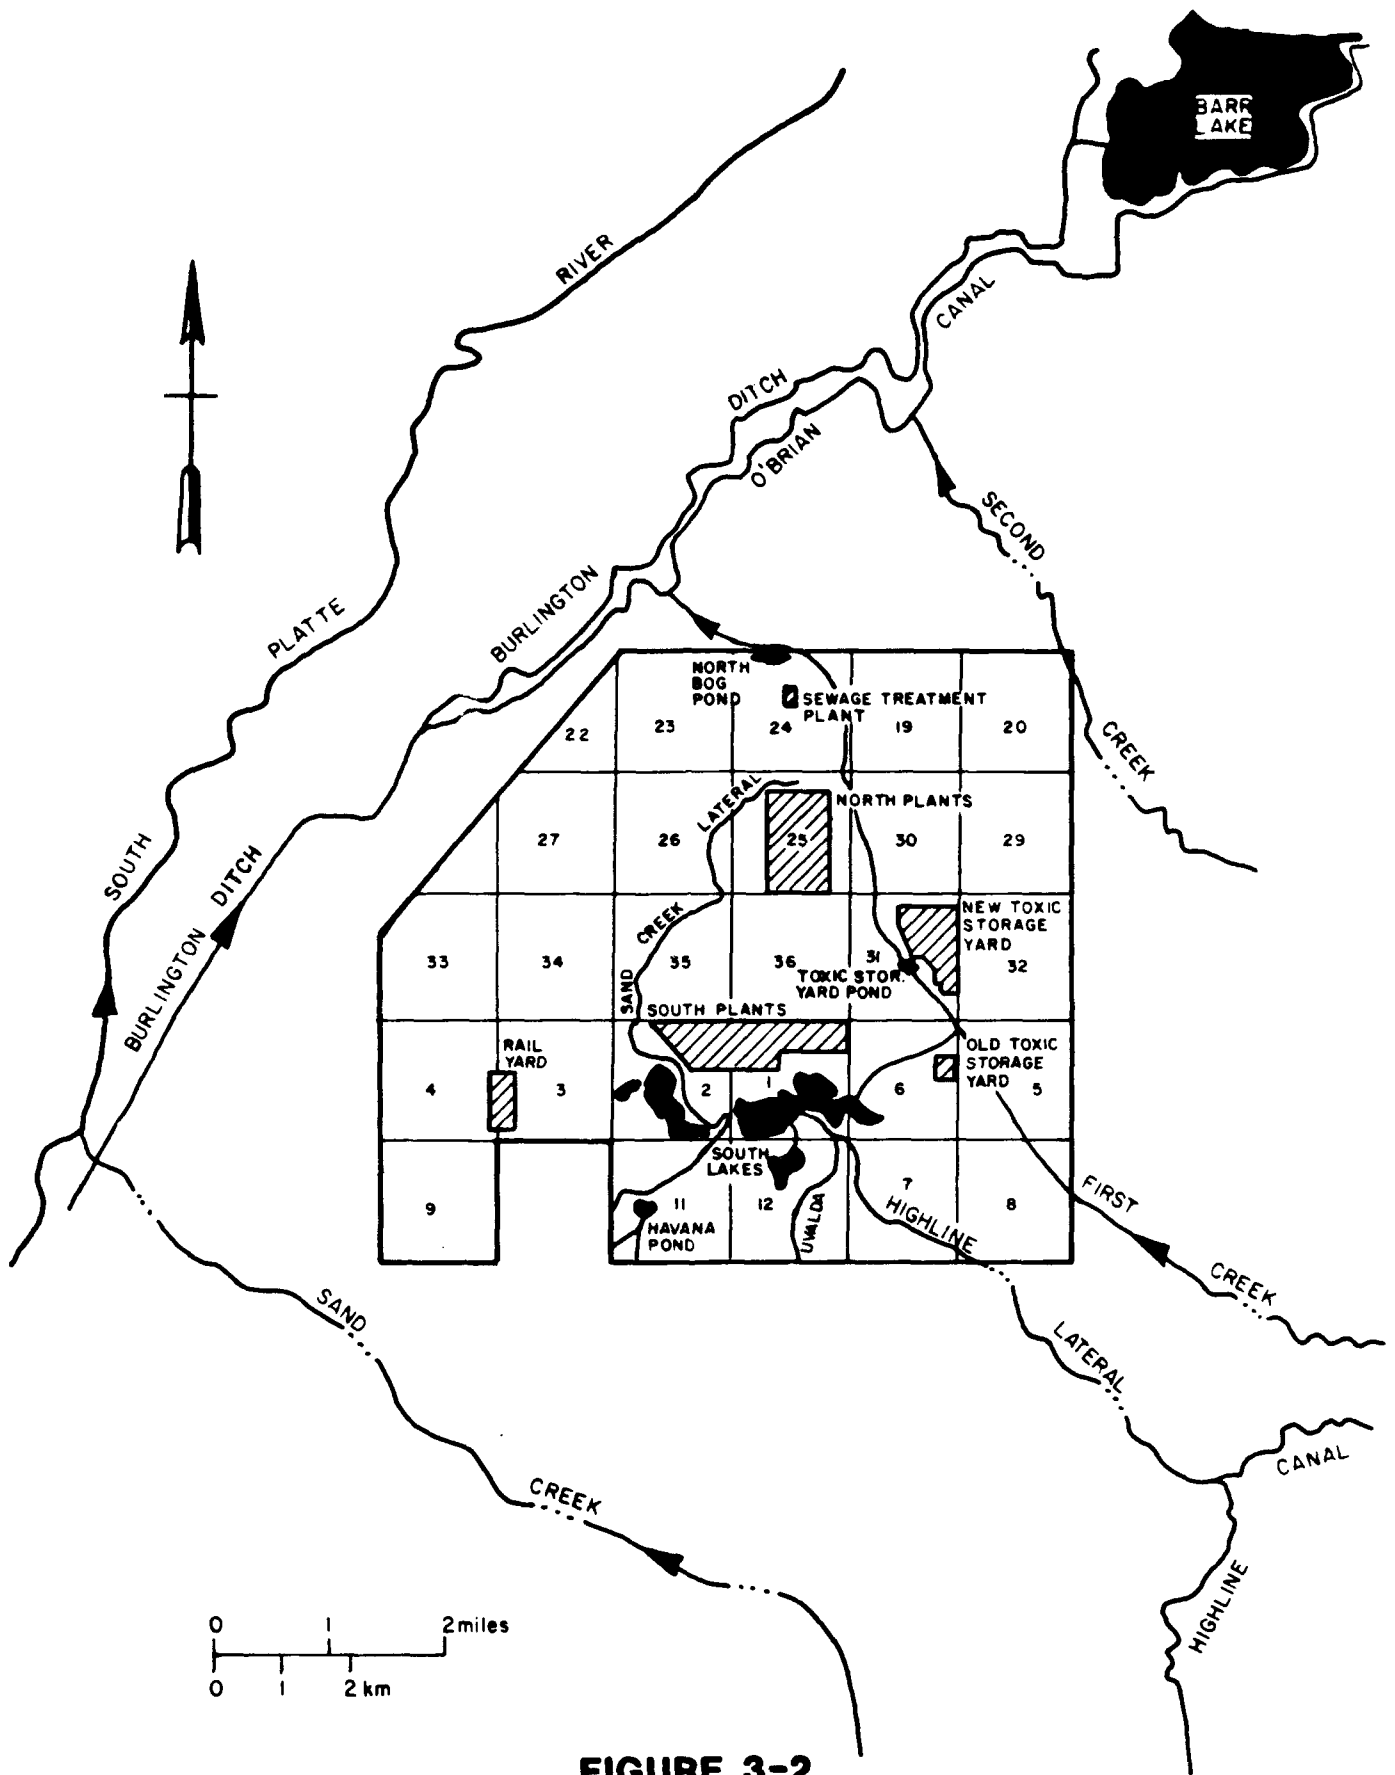 BARR
LAKE
RIVER
CANAL
DITCH
O'BRIAN
SECOND
CREEK
BURLINGTON
PLATTE
SOUTH
BURLINGTON DITCH
NORTH
BOG
POND
SEWAGE TREATMENT
PLANT
22
23
24
19
20
LATERAL
NORTH PLANTS
27
26
25
30
29
CREEK
SAND
NEW TOXIC
STORAGE
YARD
33
34
35
36
31
32
TOXIC STOR.
YARD POND
SOUTH PLANTS
RAIL
YARD
OLD TOXIC
STORAGE
YARD
4
3
2
1
6
5
SOUTH
LAKES
9
11
12
7
8
HAVANA
POND
UVALDA
HIGHLINE
LATERAL
FIRST
CREEK
SAND
CREEK
CANAL
HIGHLINE
0 1 2 miles
0 1 2 km
FIGURE 3-2